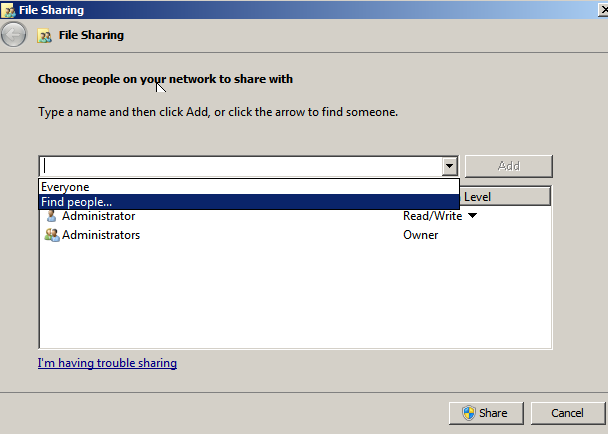 File Sharing
File Sharing
Choose people on your network to share with
Type a name and then click Add, or click the arrow to find someone.
Add
Everyone
Find people...
Level
Administrator Read/Write
Administrators Owner
I'm having trouble sharing
Share Cancel